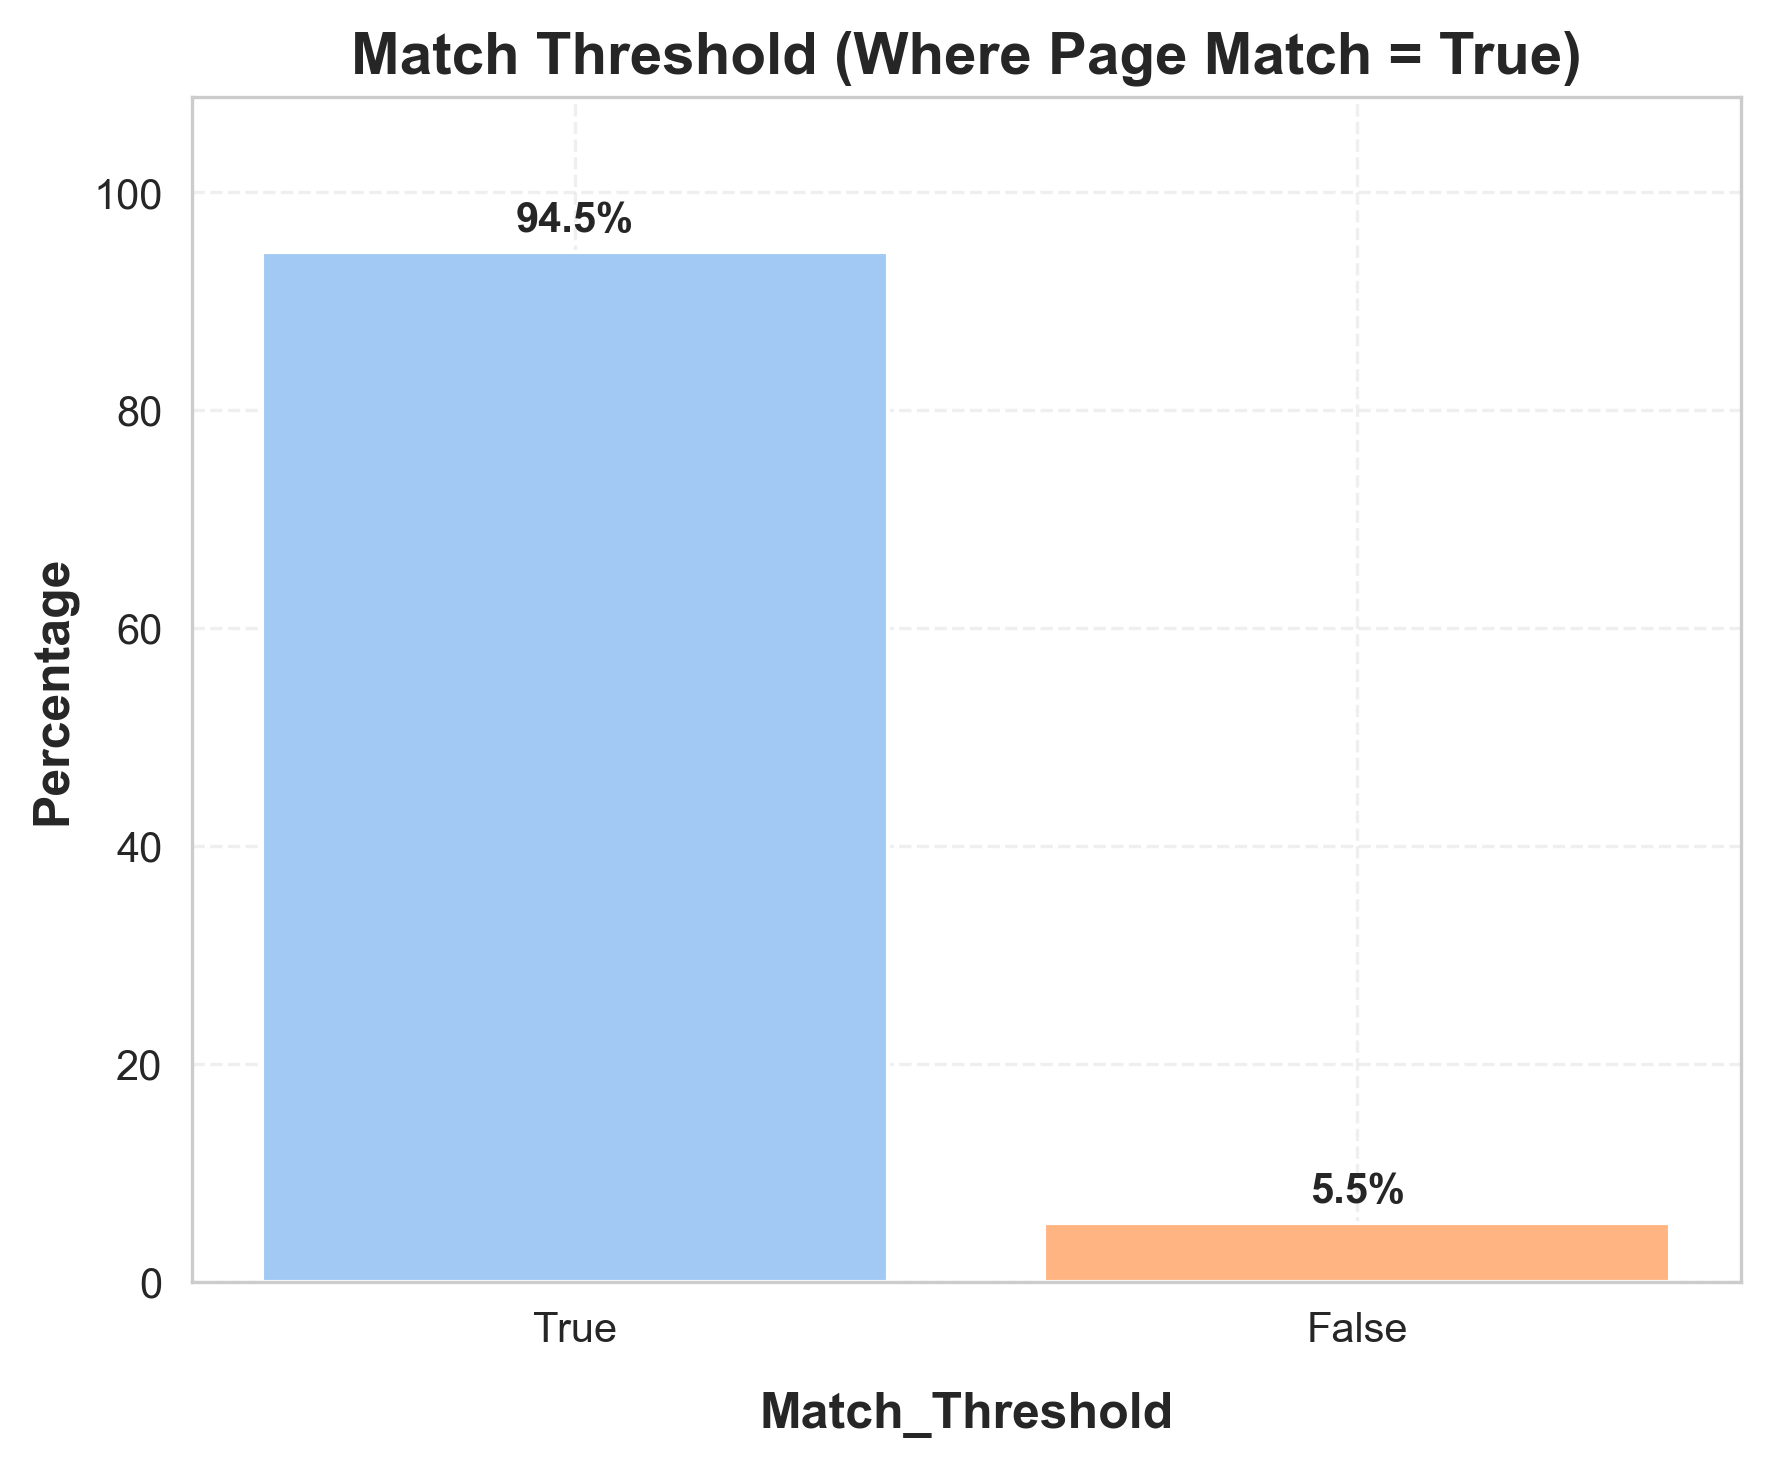 Match Threshold (Where Page Match = True)
100
94.5%
80
60
40
20
5.5%
0
Percentage
True
False
Match_Threshold